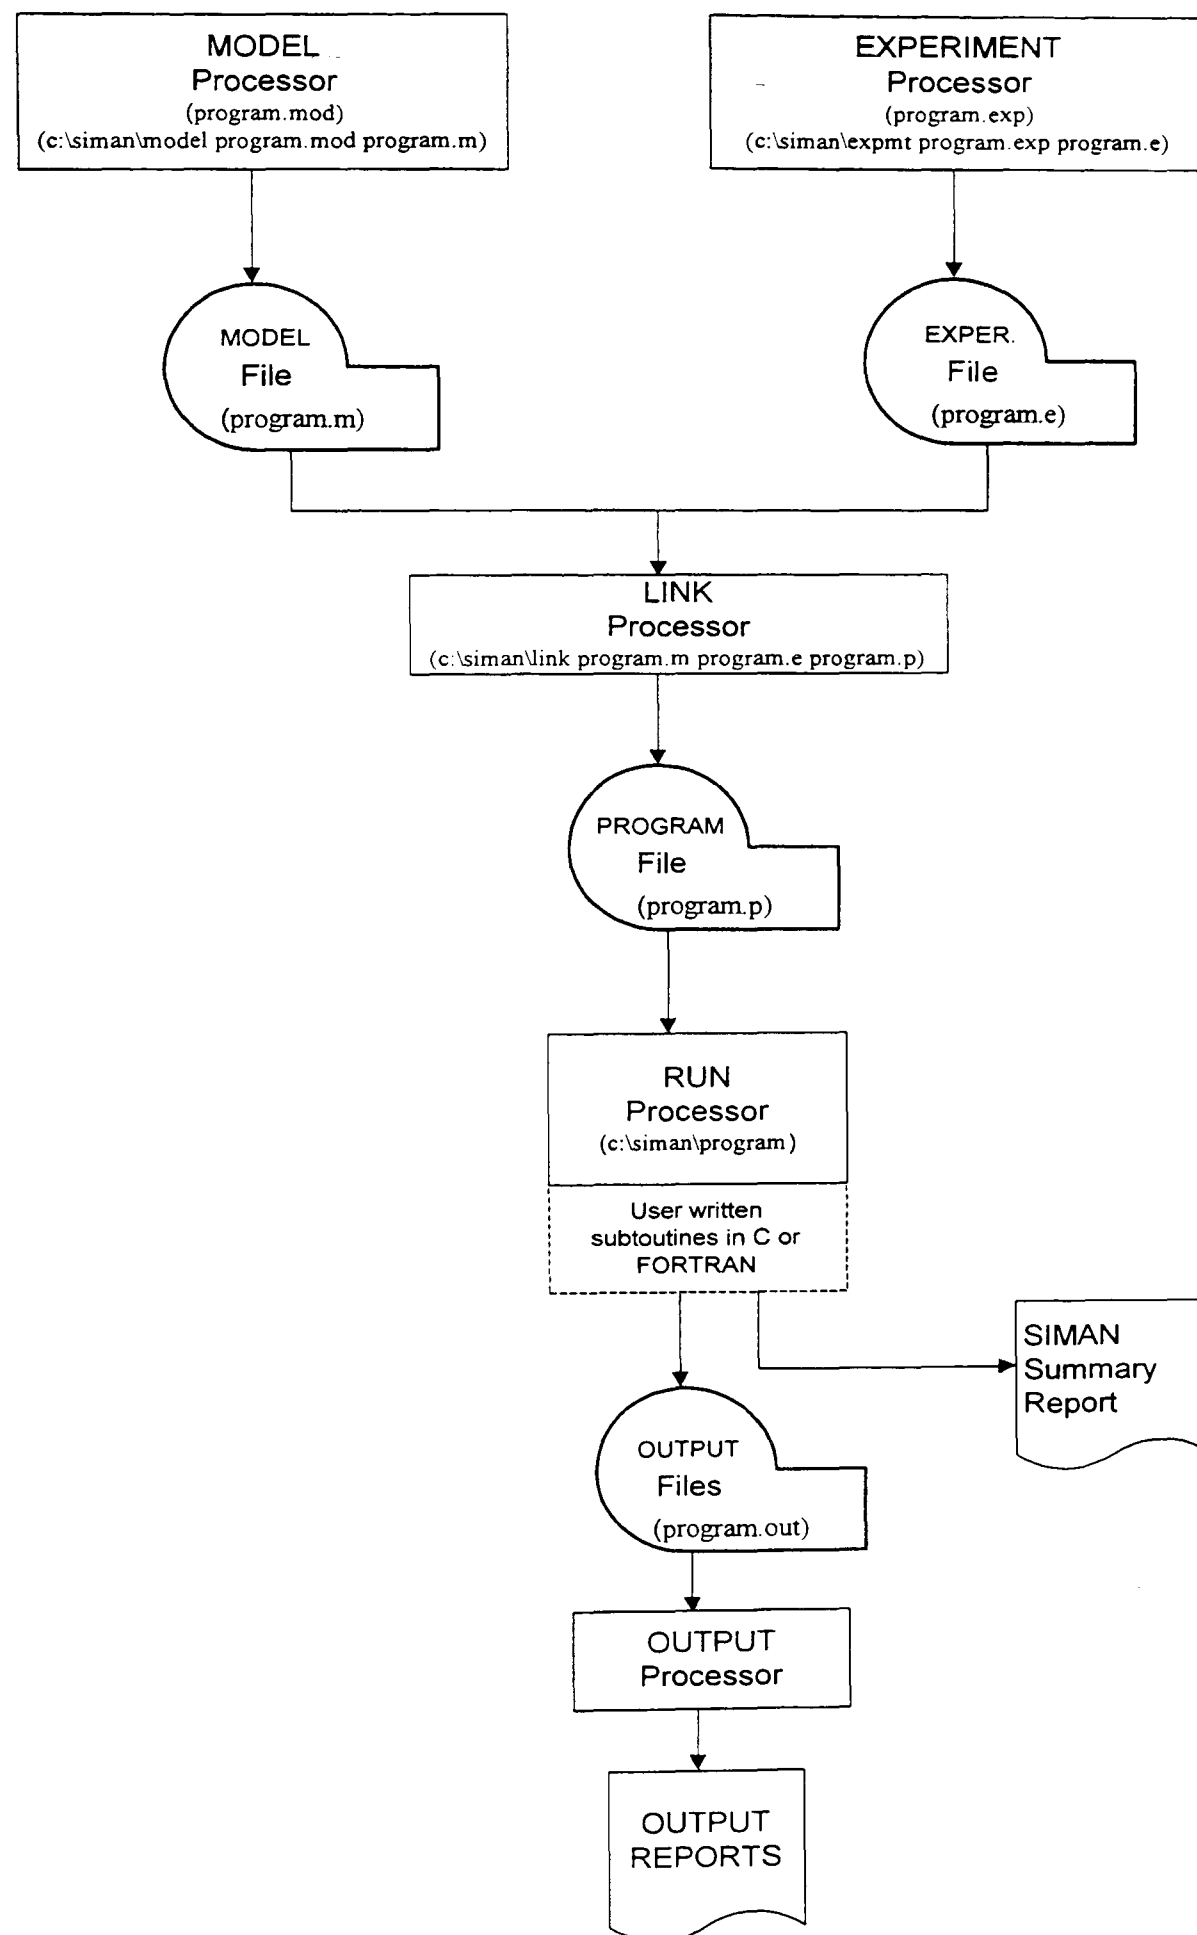 MODEL
Processor
(program.mod)
(c:\siman\model program.mod program.m)
EXPERIMENT
Processor
(program.exp)
(c:\siman\expmt program.exp program.e)
MODEL
File
(program.m)
EXPER.
File
(program.e)
LINK
Processor
(c:\siman\link program.m program.e program.p)
PROGRAM
File
(program.p)
RUN
Processor
(c:\siman\program)
User written
subtoutines in C or
FORTRAN
SIMAN
Summary
Report
OUTPUT
Files
(program.out)
OUTPUT
Processor
OUTPUT
REPORTS